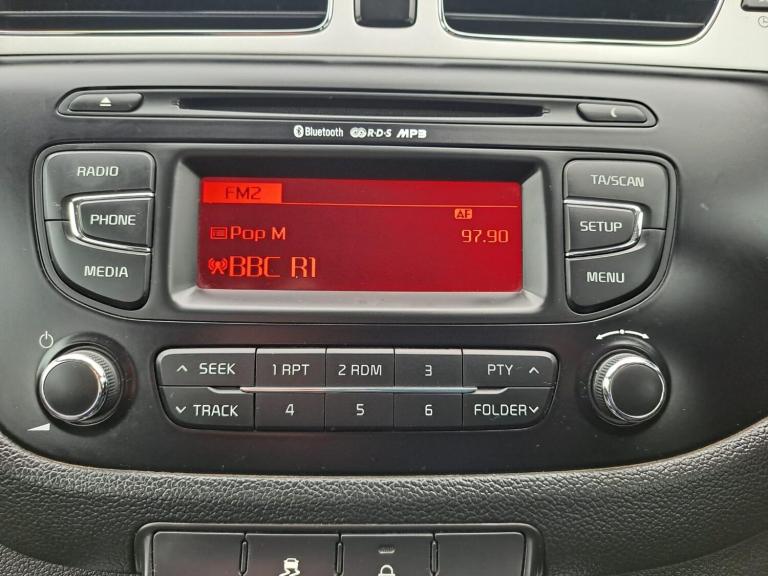 Bluetooth R·D·S MP3
RADIO
PHONE
MEDIA
FM2
AF
Pop M 97.90
BBC R1
TA/SCAN
SETUP
MENU
SEEK 1 RPT 2 RDM 3 PTY
TRACK 4 5 6 FOLDER